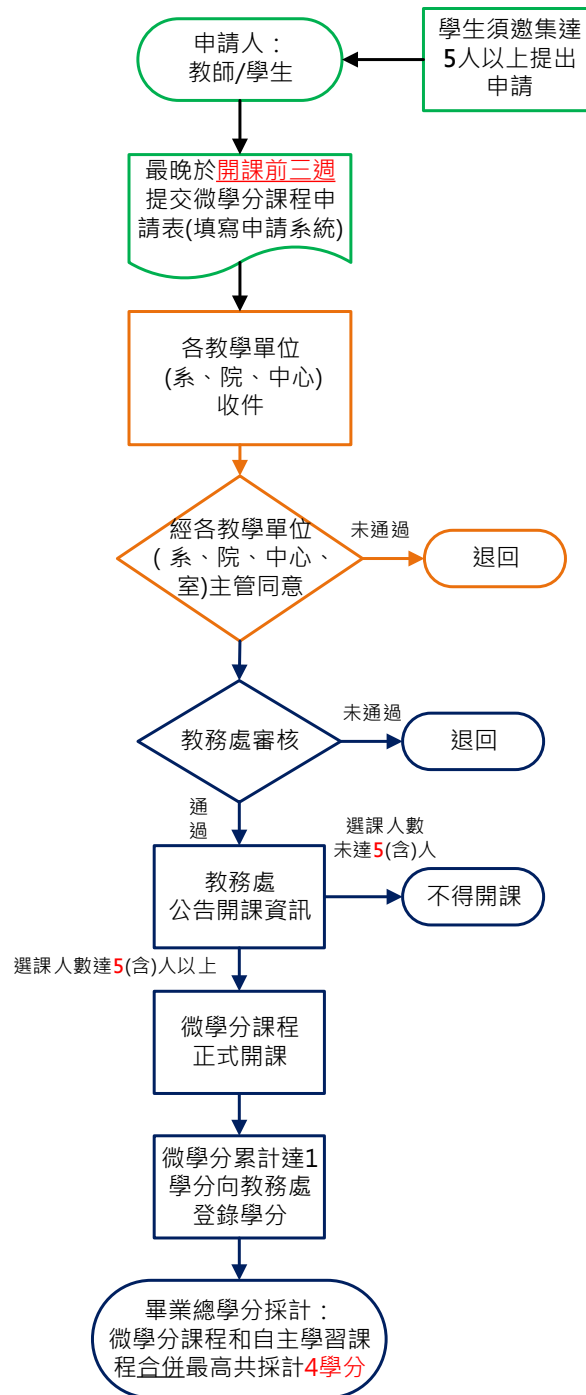 申請人：
教師/學生
學生須邀集達
5人以上提出
申請
最晚於開課前三週
提交微學分課程申
請表(填寫申請系統)
各教學單位
(系、院、中心)
收件
經各教學單位
( 系、院、中心、
室)主管同意
未通過
退回
教務處審核
未通過
退回
通
過
選課人數
未達5(含)人
教務處
公告開課資訊
不得開課
選課人數達5(含)人以上
微學分課程
正式開課
微學分累計達1
學分向教務處
登錄學分
畢業總學分採計：
微學分課程和自主學習課
程合併最高共採計4學分